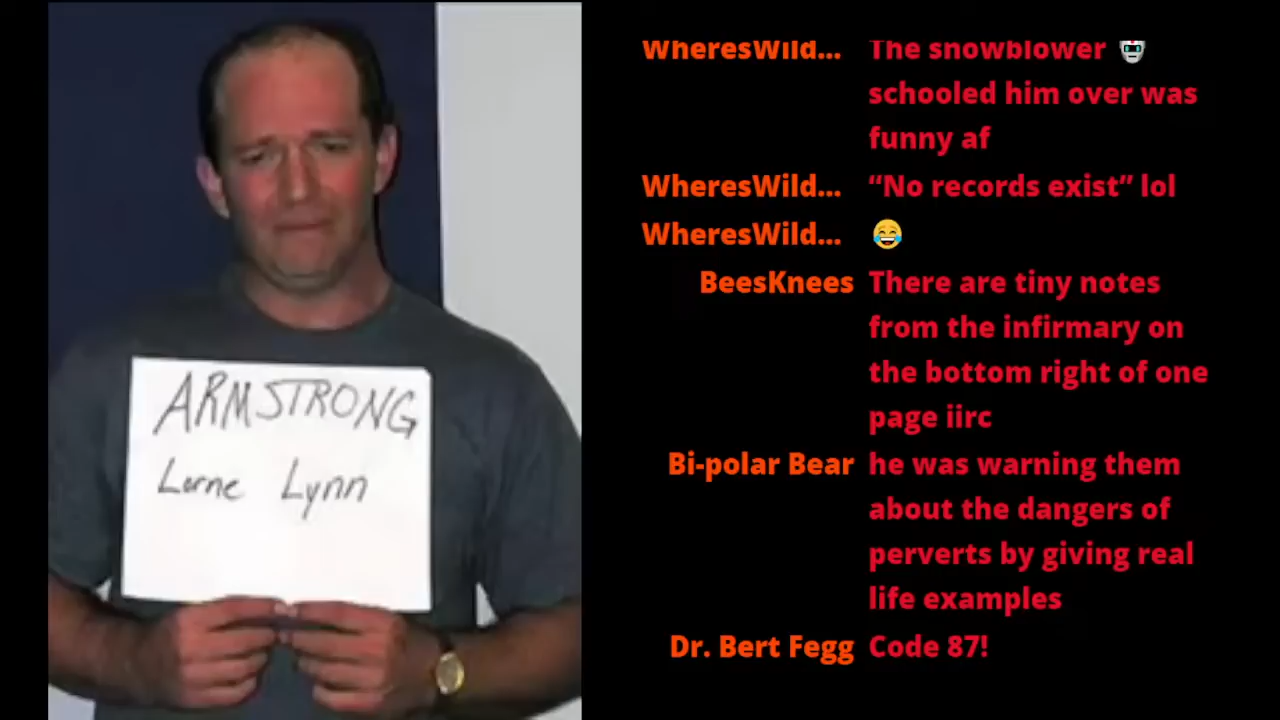 ARMSTRONG
Lorne Lynn
WheresWild... The snowblower 🤖
schooled him over was
funny af
WheresWild... “No records exist” lol
WheresWild... 😂
BeesKnees There are tiny notes
from the infirmary on
the bottom right of one
page iirc
Bi-polar Bear he was warning them
about the dangers of
perverts by giving real
life examples
Dr. Bert Fegg Code 87!